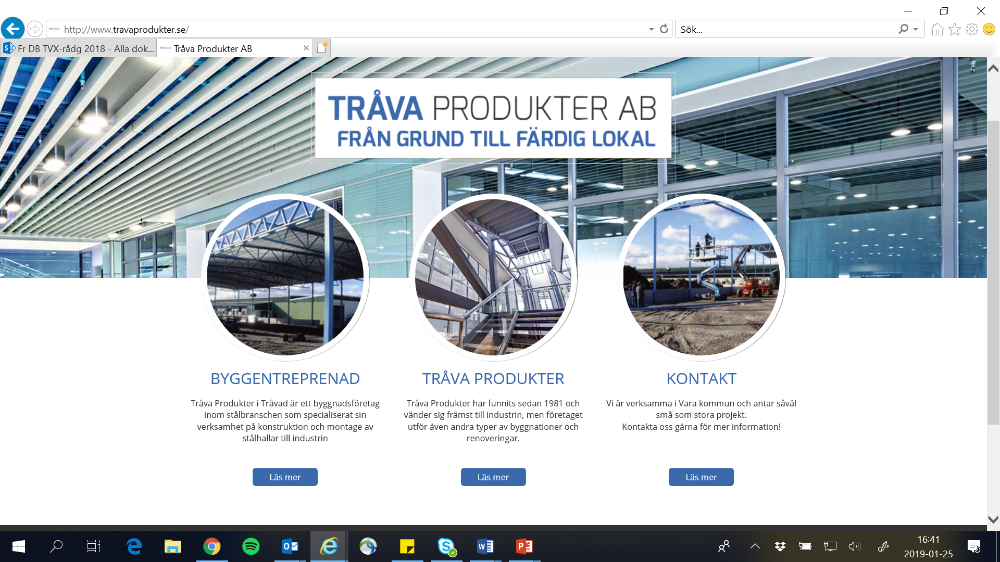 http://www.travaprodukter.se/
Sök...
Fr DB TVX-rådg 2018 - Alla dok...
Tråva Produkter AB
TRÅVA PRODUKTER AB
FRÅN GRUND TILL FÄRDIG LOKAL
BYGGENTREPRENAD
Tråva Produkter i Tråvad är ett byggnadsföretag
inom stålbranschen som specialiserat sin
verksamhet på konstruktion och montage av
stålhallar till industrin
Läs mer
TRÅVA PRODUKTER
Tråva Produkter har funnits sedan 1981 och
vänder sig främst till industrin, men företaget
utför även andra typer av byggnationer och
renoveringar.
Läs mer
KONTAKT
Vi är verksamma i Vara kommun och antar såväl
små som stora projekt.
Kontakta oss gärna för mer information!
Läs mer
16:41
2019-01-25